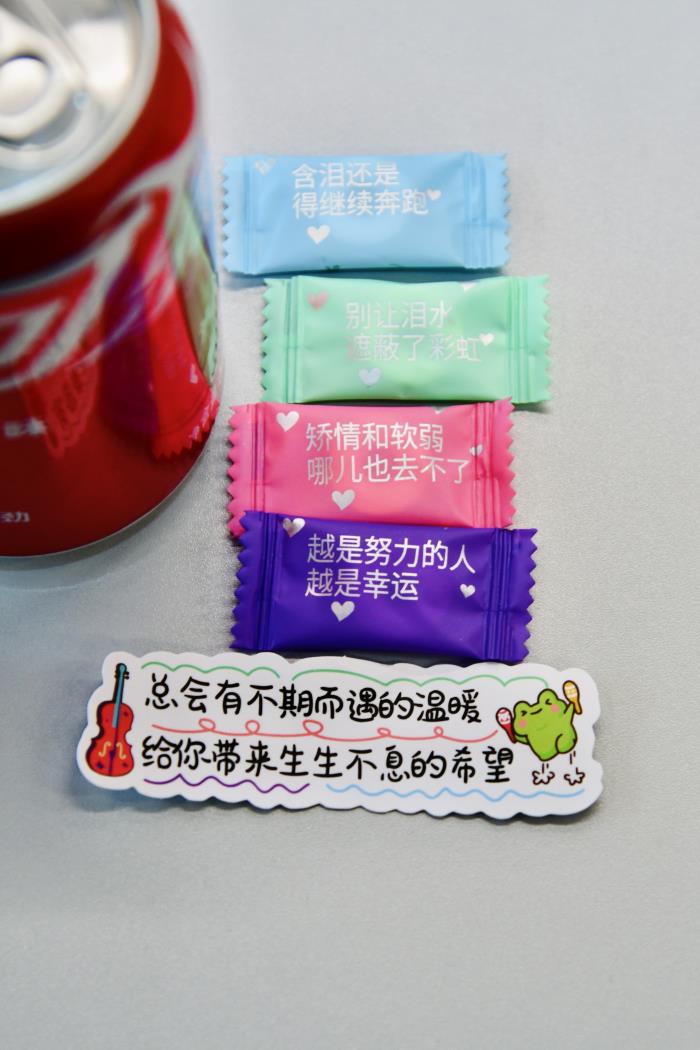 含泪还是
得继续奔跑
别让泪水
遮蔽了彩虹
矫情和软弱
哪儿也去不了
越是努力的人
越是幸运
总会有不期而遇的温暖
给你带来生生不息的希望